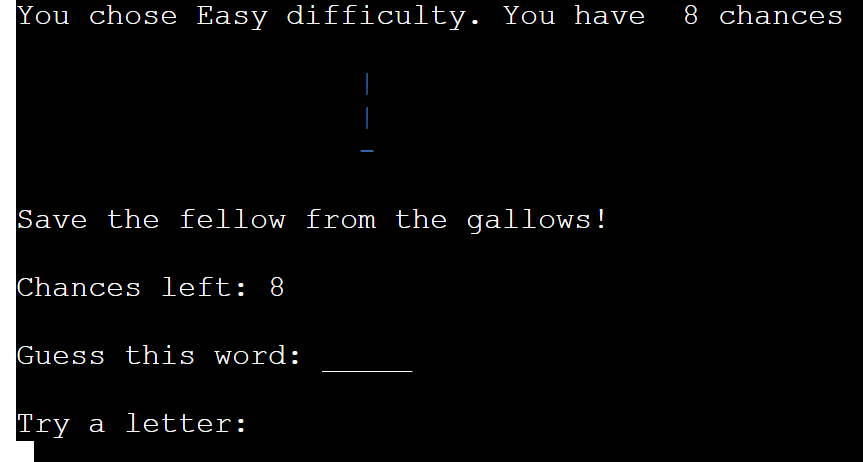 You chose Easy difficulty. You have  8 chances
|
|
-
Save the fellow from the gallows!
Chances left: 8
Guess this word: _____
Try a letter: